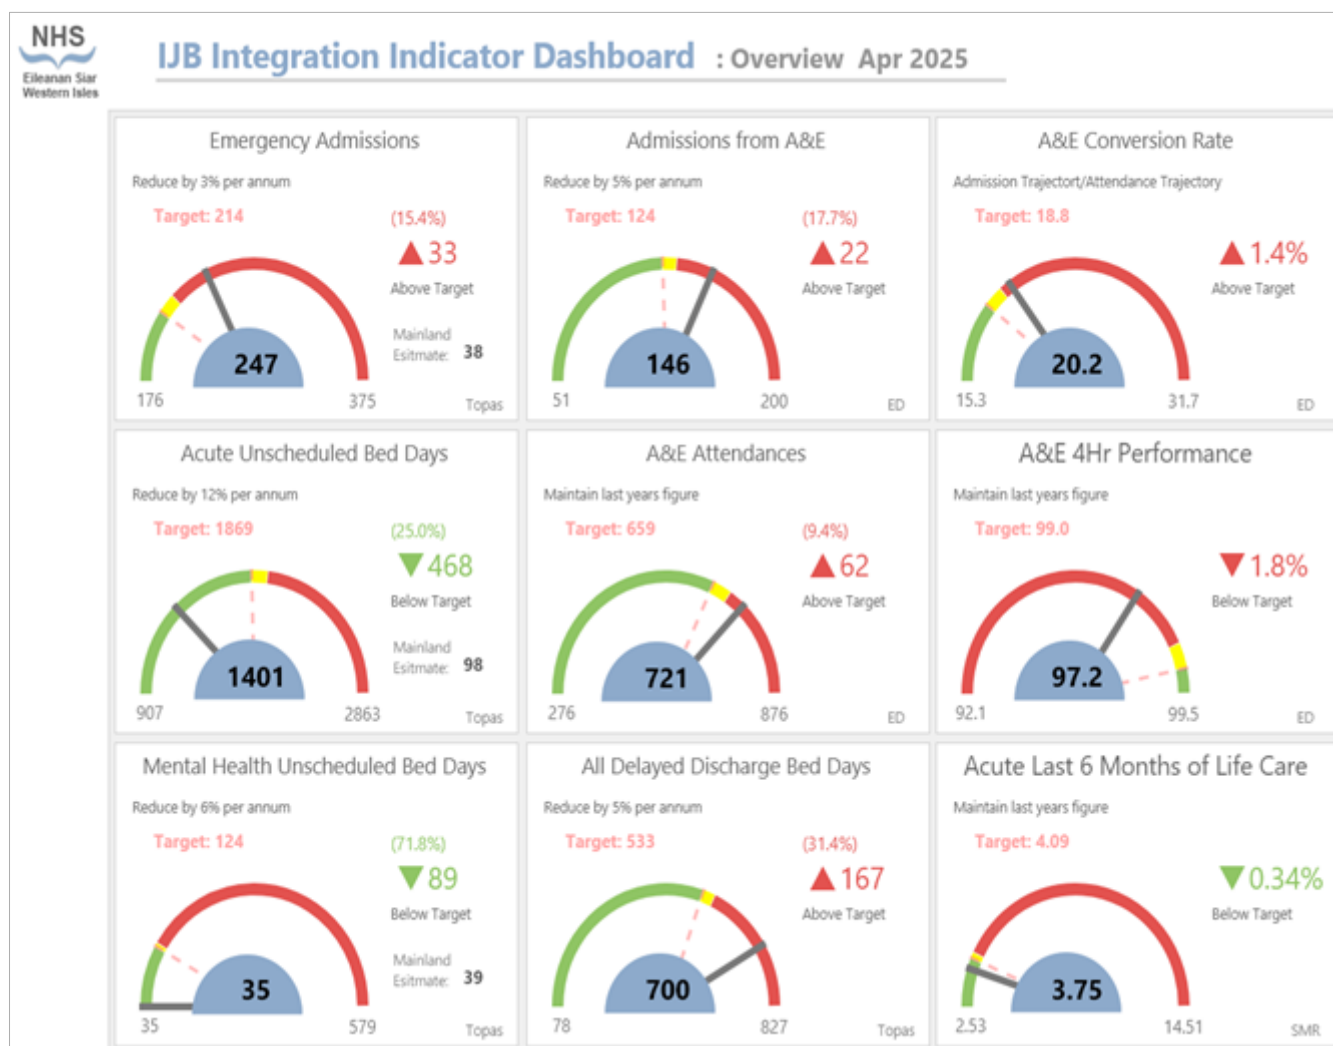 NHS
Eileanan Siar
Western Isles
IJB Integration Indicator Dashboard : Overview Apr 2025
Emergency Admissions
Reduce by 3% per annum
Target: 214
(15.4%)
▲33
Above Target
Mainland
Esitmate: 38
247
176
375
Topas
Admissions from A&E
Reduce by 5% per annum
Target: 124
(17.7%)
▲22
Above Target
146
51
200
ED
A&E Conversion Rate
Admission Trajectort/Attendance Trajectory
Target: 18.8
▲1.4%
Above Target
20.2
15.3
31.7
ED
Acute Unscheduled Bed Days
Reduce by 12% per annum
Target: 1869
(25.0%)
▼468
Below Target
Mainland
Esitmate: 98
1401
907
2863
Topas
A&E Attendances
Maintain last years figure
Target: 659
(9.4%)
▲62
Above Target
721
276
876
ED
A&E 4Hr Performance
Maintain last years figure
Target: 99.0
▼1.8%
Below Target
97.2
92.1
99.5
ED
Mental Health Unscheduled Bed Days
Reduce by 6% per annum
Target: 124
(71.8%)
▼89
Below Target
Mainland
Esitmate: 39
35
35
579
Topas
All Delayed Discharge Bed Days
Reduce by 5% per annum
Target: 533
(31.4%)
▲167
Above Target
700
78
827
Topas
Acute Last 6 Months of Life Care
Maintain last years figure
Target: 4.09
▼0.34%
Below Target
3.75
2.53
14.51
SMR